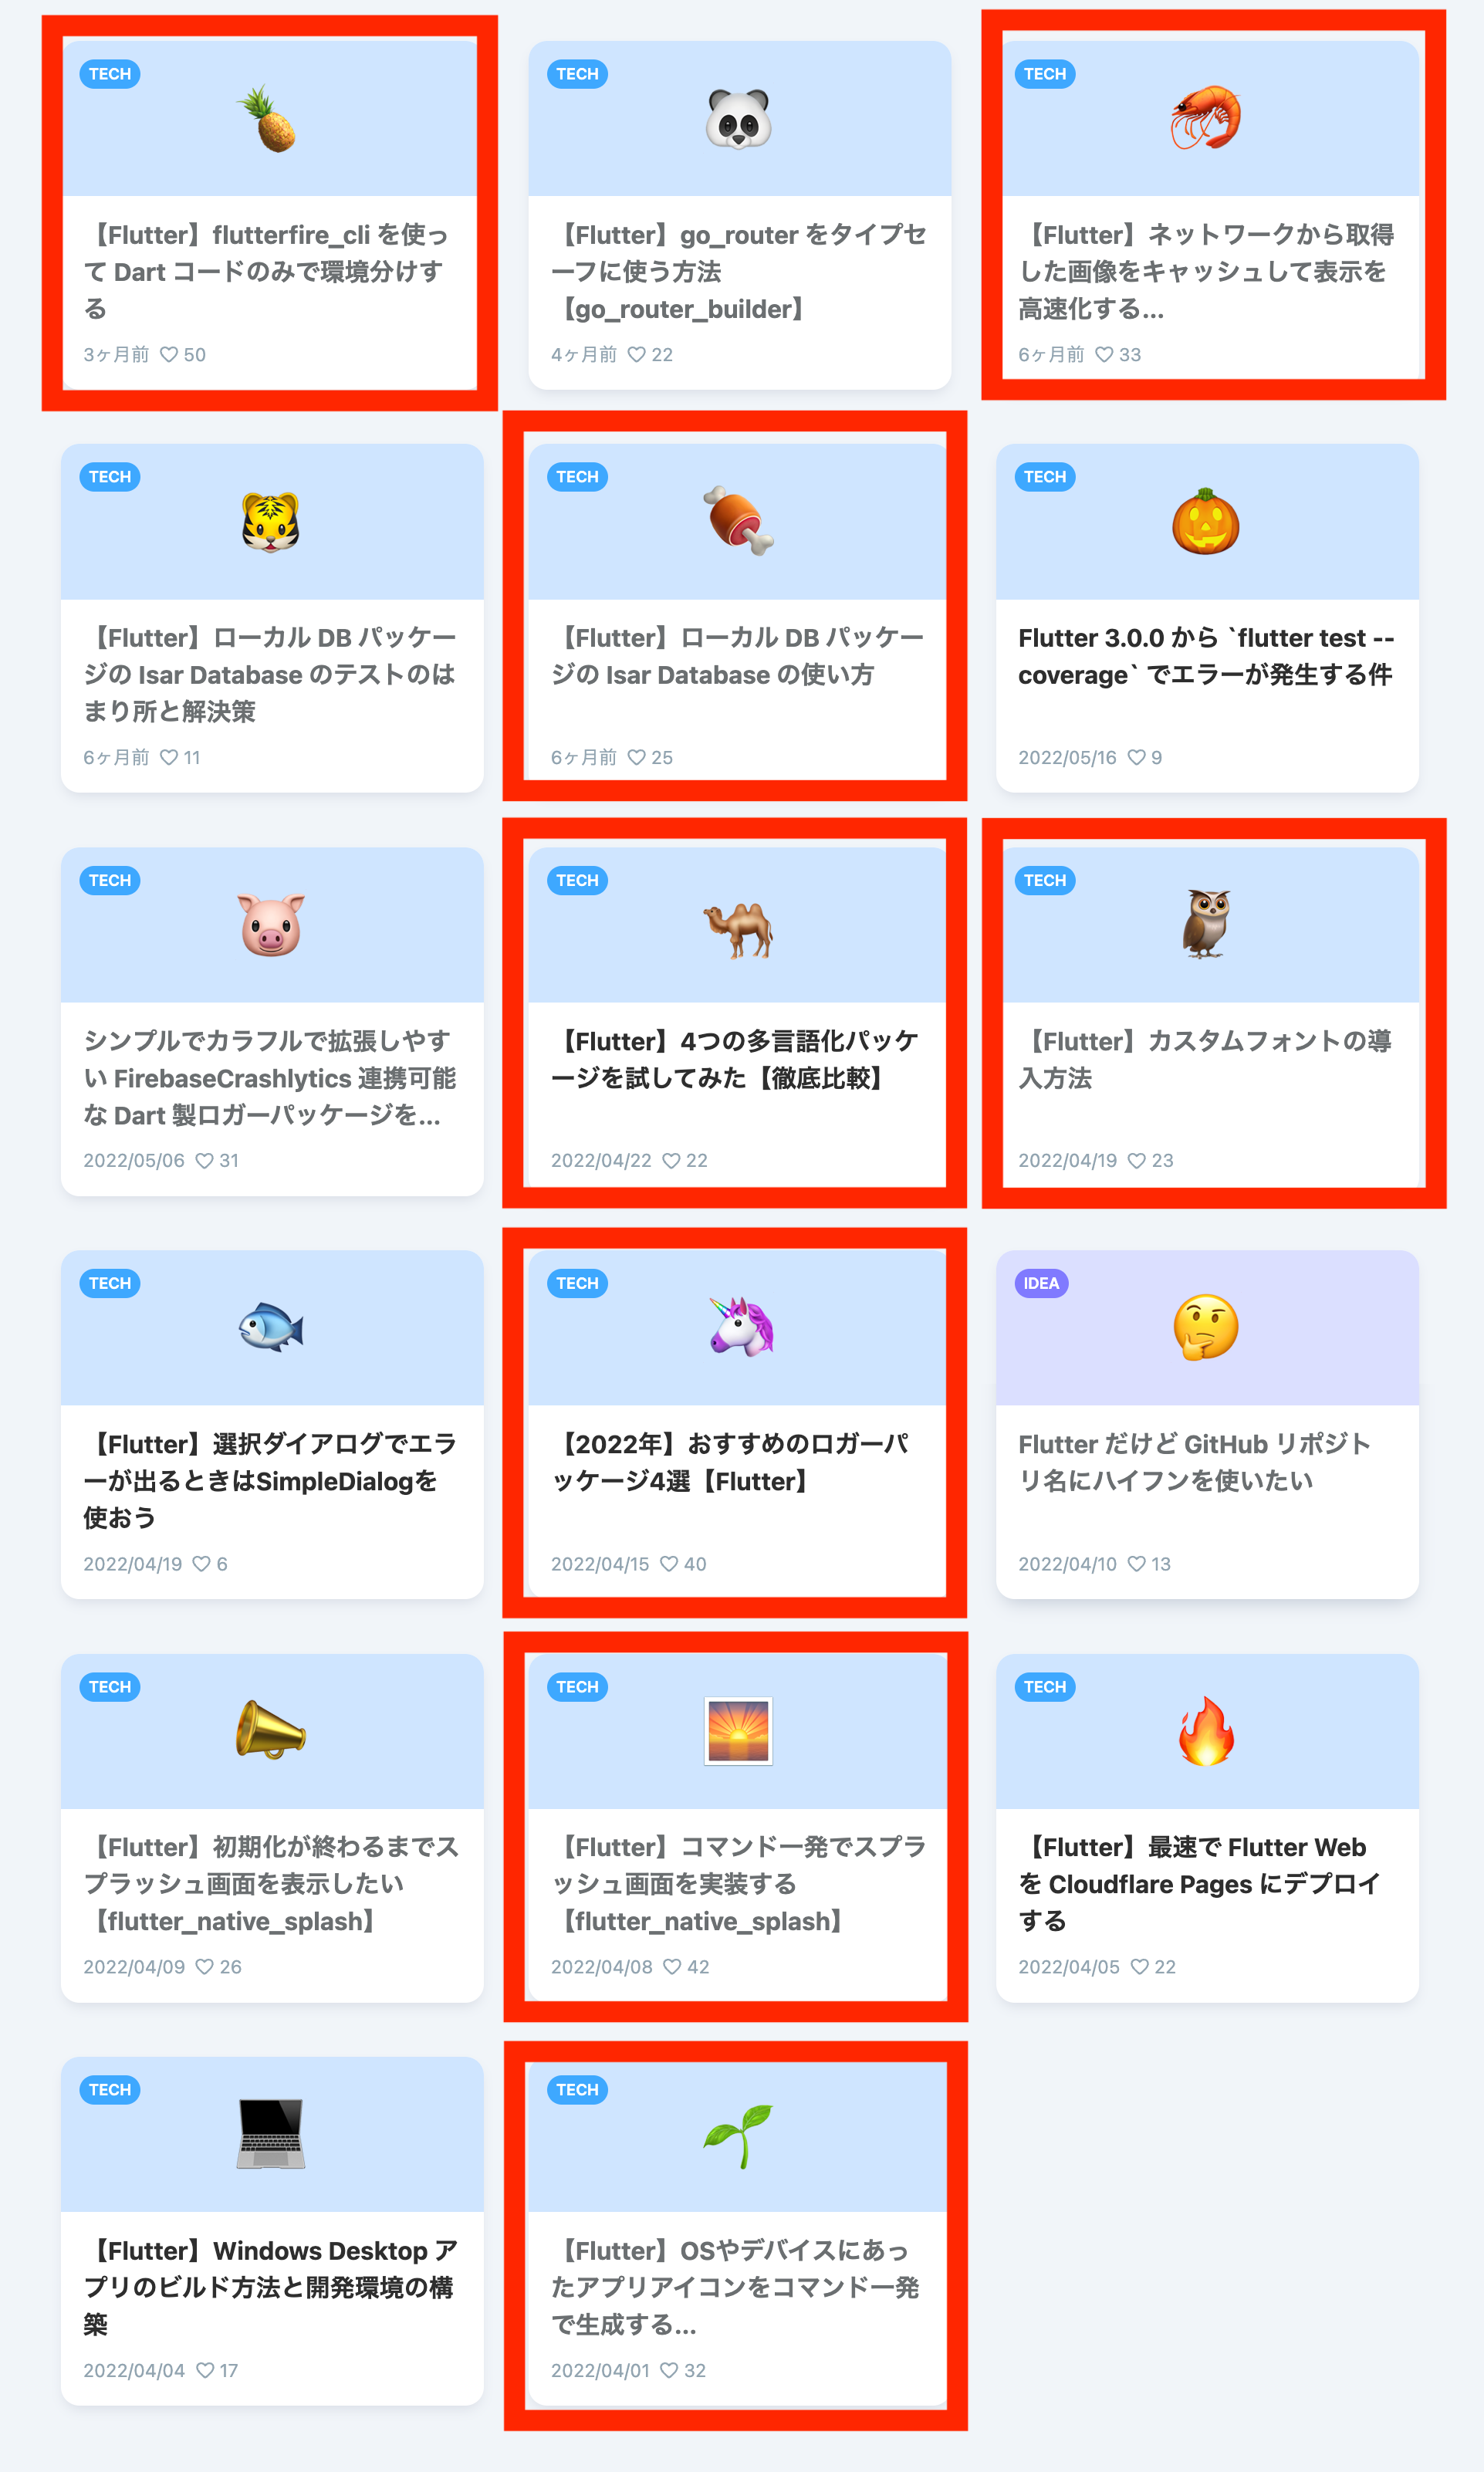 TECH
【Flutter】flutterfire_cli を使っ
て Dart コードのみで環境分けす
る
3ヶ月前 50
TECH
【Flutter】go_router をタイプセ
ーフに使う方法
【go_router_builder】
4ヶ月前 22
TECH
【Flutter】ネットワークから取得
した画像をキャッシュして表示を
高速化する...
6ヶ月前 33
TECH
【Flutter】ローカル DB パッケー
ジの Isar Database のテストのは
まり所と解決策
6ヶ月前 11
TECH
【Flutter】ローカル DB パッケー
ジの Isar Database の使い方
6ヶ月前 25
TECH
Flutter 3.0.0 から `flutter test --
coverage` でエラーが発生する件
2022/05/16 9
TECH
シンプルでカラフルで拡張しやす
い FirebaseCrashlytics 連携可能
な Dart 製ロガーパッケージを...
2022/05/06 31
TECH
【Flutter】4つの多言語化パッケ
ージを試してみた【徹底比較】
2022/04/22 22
TECH
【Flutter】カスタムフォントの導
入方法
2022/04/19 23
TECH
【Flutter】選択ダイアログでエラ
ーが出るときはSimpleDialogを
使おう
2022/04/19 6
TECH
【2022年】おすすめのロガーパ
ッケージ4選【Flutter】
2022/04/15 40
IDEA
Flutter だけど GitHub リポジト
リ名にハイフンを使いたい
2022/04/10 13
TECH
【Flutter】初期化が終わるまでス
プラッシュ画面を表示したい
【flutter_native_splash】
2022/04/09 26
TECH
【Flutter】コマンド一発でスプラ
ッシュ画面を実装する
【flutter_native_splash】
2022/04/08 42
TECH
【Flutter】最速で Flutter Web
を Cloudflare Pages にデプロイ
する
2022/04/05 22
TECH
【Flutter】Windows Desktop ア
プリのビルド方法と開発環境の構
築
2022/04/04 17
TECH
【Flutter】OSやデバイスにあっ
たアプリアイコンをコマンド一発
で生成する...
2022/04/01 32